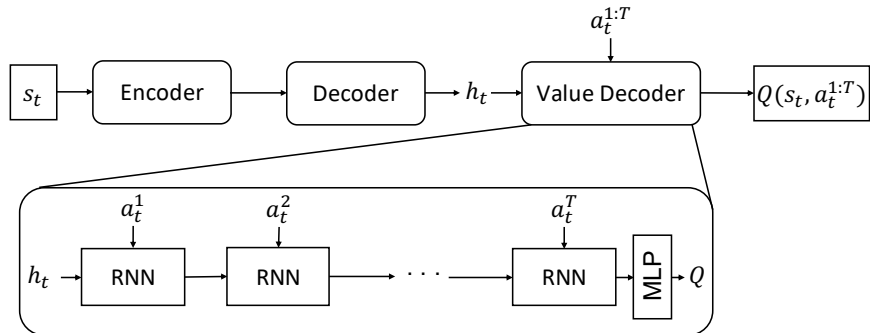 a_t^{1:T}
s_t Encoder Decoder h_t Value Decoder Q(s_t, a_t^{1:T})
a_t^1 a_t^2 a_t^T
h_t RNN RNN · · · RNN MLP Q